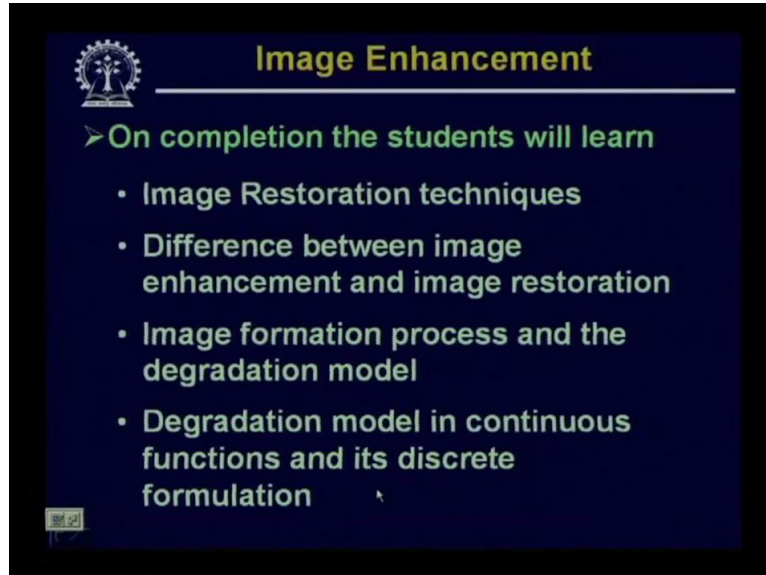 Image Enhancement
➢On completion the students will learn
• Image Restoration techniques
• Difference between image
enhancement and image restoration
• Image formation process and the
degradation model
• Degradation model in continuous
functions and its discrete
formulation